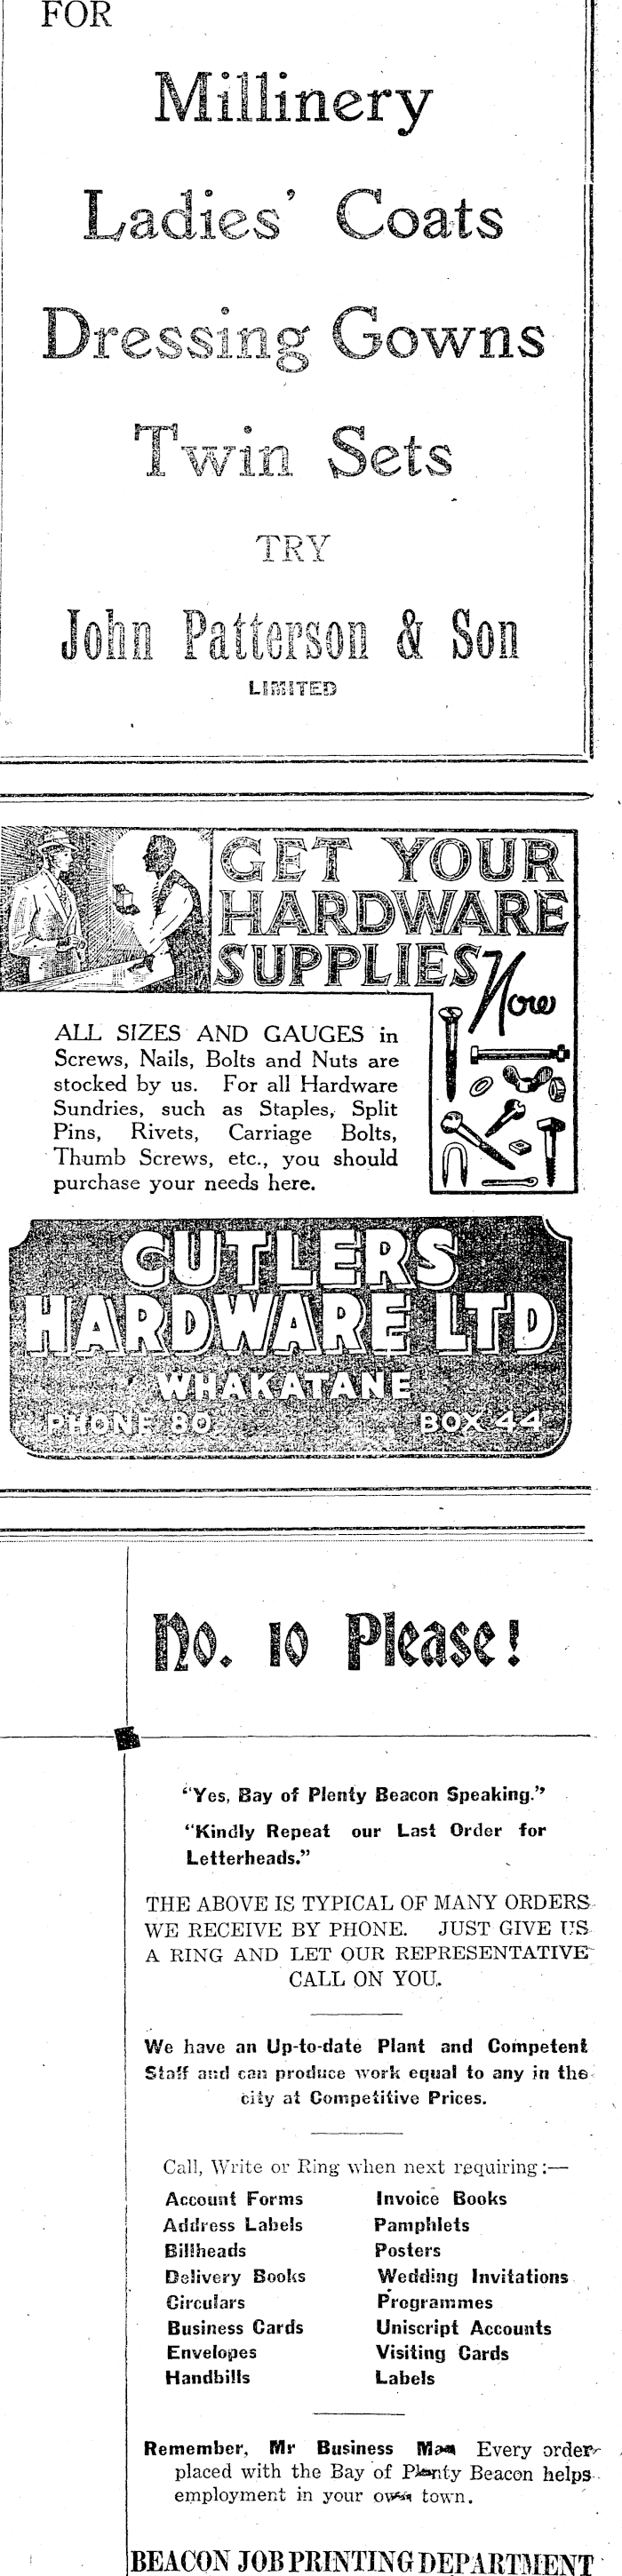 FOR
Millinery
Ladies' Coats
Dressing Gowns
Twin Sets
TRY
John Patterson & Son
LIMITED
GET YOUR
HARDWARE
SUPPLIES
Now
ALL SIZES AND GAUGES in
Screws, Nails, Bolts and Nuts are
stocked by us. For all Hardware
Sundries, such as Staples, Split
Pins, Rivets, Carriage Bolts,
Thumb Screws, etc., you should
purchase your needs here.
CUTLERS
HARDWARE LTD
WHAKATANE
PHONE 80. BOX 44
No. 10 Please!
"Yes, Bay of Plenty Beacon Speaking."
"Kindly Repeat our Last Order for
Letterheads."
THE ABOVE IS TYPICAL OF MANY ORDERS
WE RECEIVE BY PHONE. JUST GIVE US
A RING AND LET OUR REPRESENTATIVE
CALL ON YOU.
We have an Up-to-date Plant and Competent
Staff and can produce work equal to any in the
city at Competitive Prices.
Call, Write or Ring when next requiring:—
Account Forms Invoice Books
Address Labels Pamphlets
Billheads Posters
Delivery Books Wedding Invitations
Circulars Programmes
Business Cards Uniscript Accounts
Envelopes Visiting Cards
Handbills Labels
Remember, Mr Business Man Every order
placed with the Bay of Plenty Beacon helps
employment in your own town.
BEACON JOB PRINTING DEPARTMENT